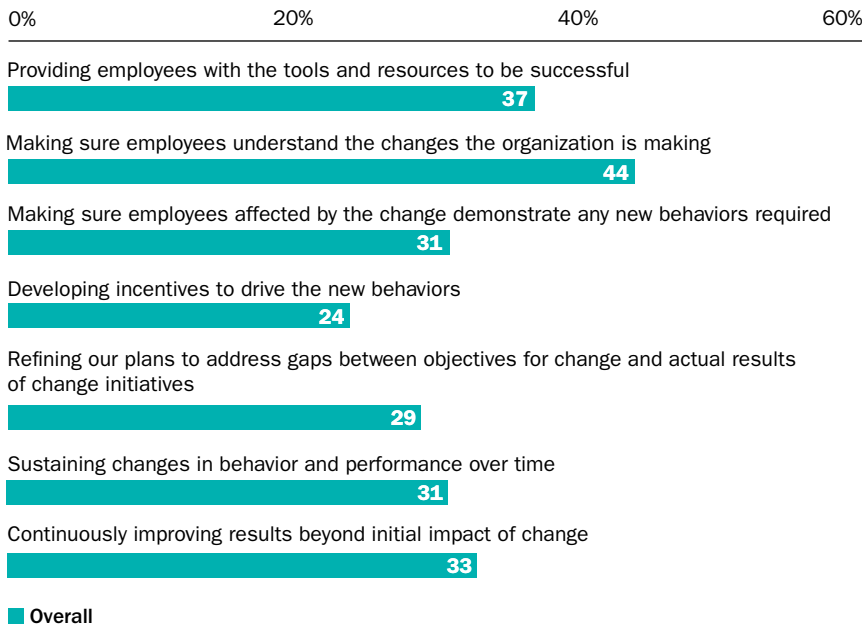 0% 20% 40% 60%
Providing employees with the tools and resources to be successful
37
Making sure employees understand the changes the organization is making
44
Making sure employees affected by the change demonstrate any new behaviors required
31
Developing incentives to drive the new behaviors
24
Refining our plans to address gaps between objectives for change and actual results
of change initiatives
29
Sustaining changes in behavior and performance over time
31
Continuously improving results beyond initial impact of change
33
Overall